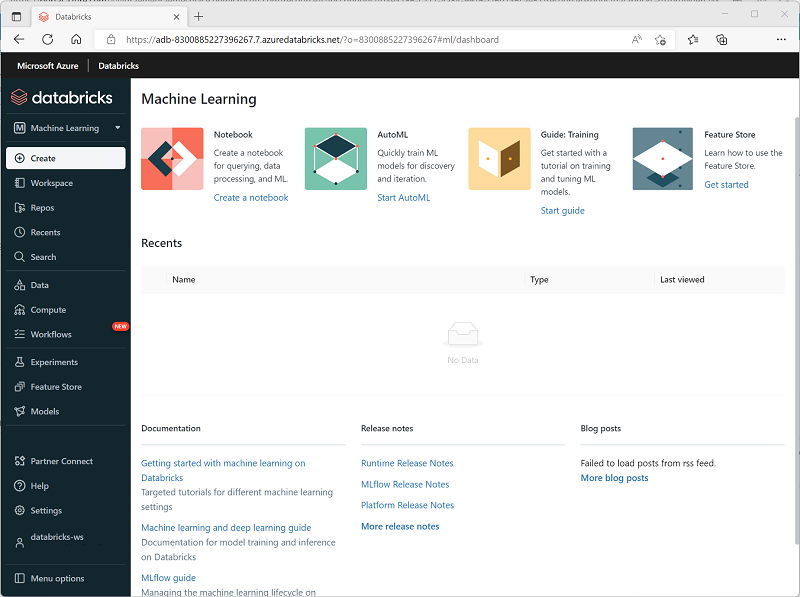 Databricks
https://adb-8300885227396267.7.azuredatabricks.net/?o=8300885227396267#ml/dashboard
Microsoft Azure
Databricks
databricks
Machine Learning
Create
Workspace
Repos
Recents
Search
Data
Compute
Workflows
NEW
Experiments
Feature Store
Models
Partner Connect
Help
Settings
databricks-ws
Menu options
Machine Learning
Notebook
Create a notebook
for querying, data
processing, and ML.
Create a notebook
AutoML
Quickly train ML
models for discovery
and iteration.
Start AutoML
Guide: Training
Get started with a
tutorial on training
and tuning ML
models.
Start guide
Feature Store
Learn how to use the
Feature Store.
Get started
Recents
Name
Type
Last viewed
No Data
Documentation
Getting started with machine learning on
Databricks
Targeted tutorials for different machine learning
settings
Machine learning and deep learning guide
Documentation for model training and inference
on Databricks
MLflow guide
Managing the machine learning lifecycle on
Release notes
Runtime Release Notes
MLflow Release Notes
Platform Release Notes
More release notes
Blog posts
Failed to load posts from rss feed.
More blog posts